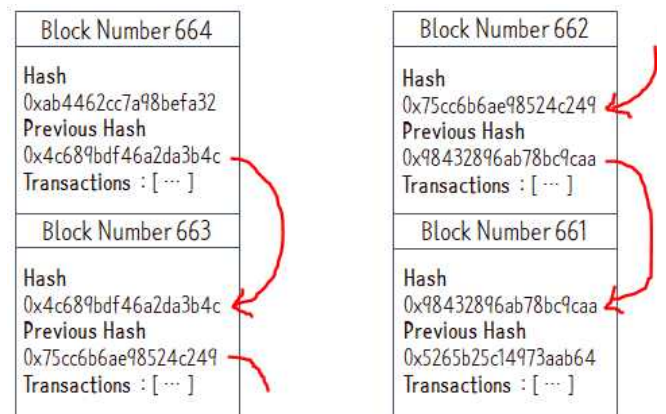 Block Number 664
Hash
0xab4462cc7a98befa32
Previous Hash
0x4c689bdf46a2da3b4c
Transactions : [ ··· ]
Block Number 663
Hash
0x4c689bdf46a2da3b4c
Previous Hash
0x75cc6b6ae98524c249
Transactions : [ ··· ]
Block Number 662
Hash
0x75cc6b6ae98524c249
Previous Hash
0x98432896ab78bc9caa
Transactions : [ ··· ]
Block Number 661
Hash
0x98432896ab78bc9caa
Previous Hash
0x5265b25c14973aab64
Transactions : [ ··· ]